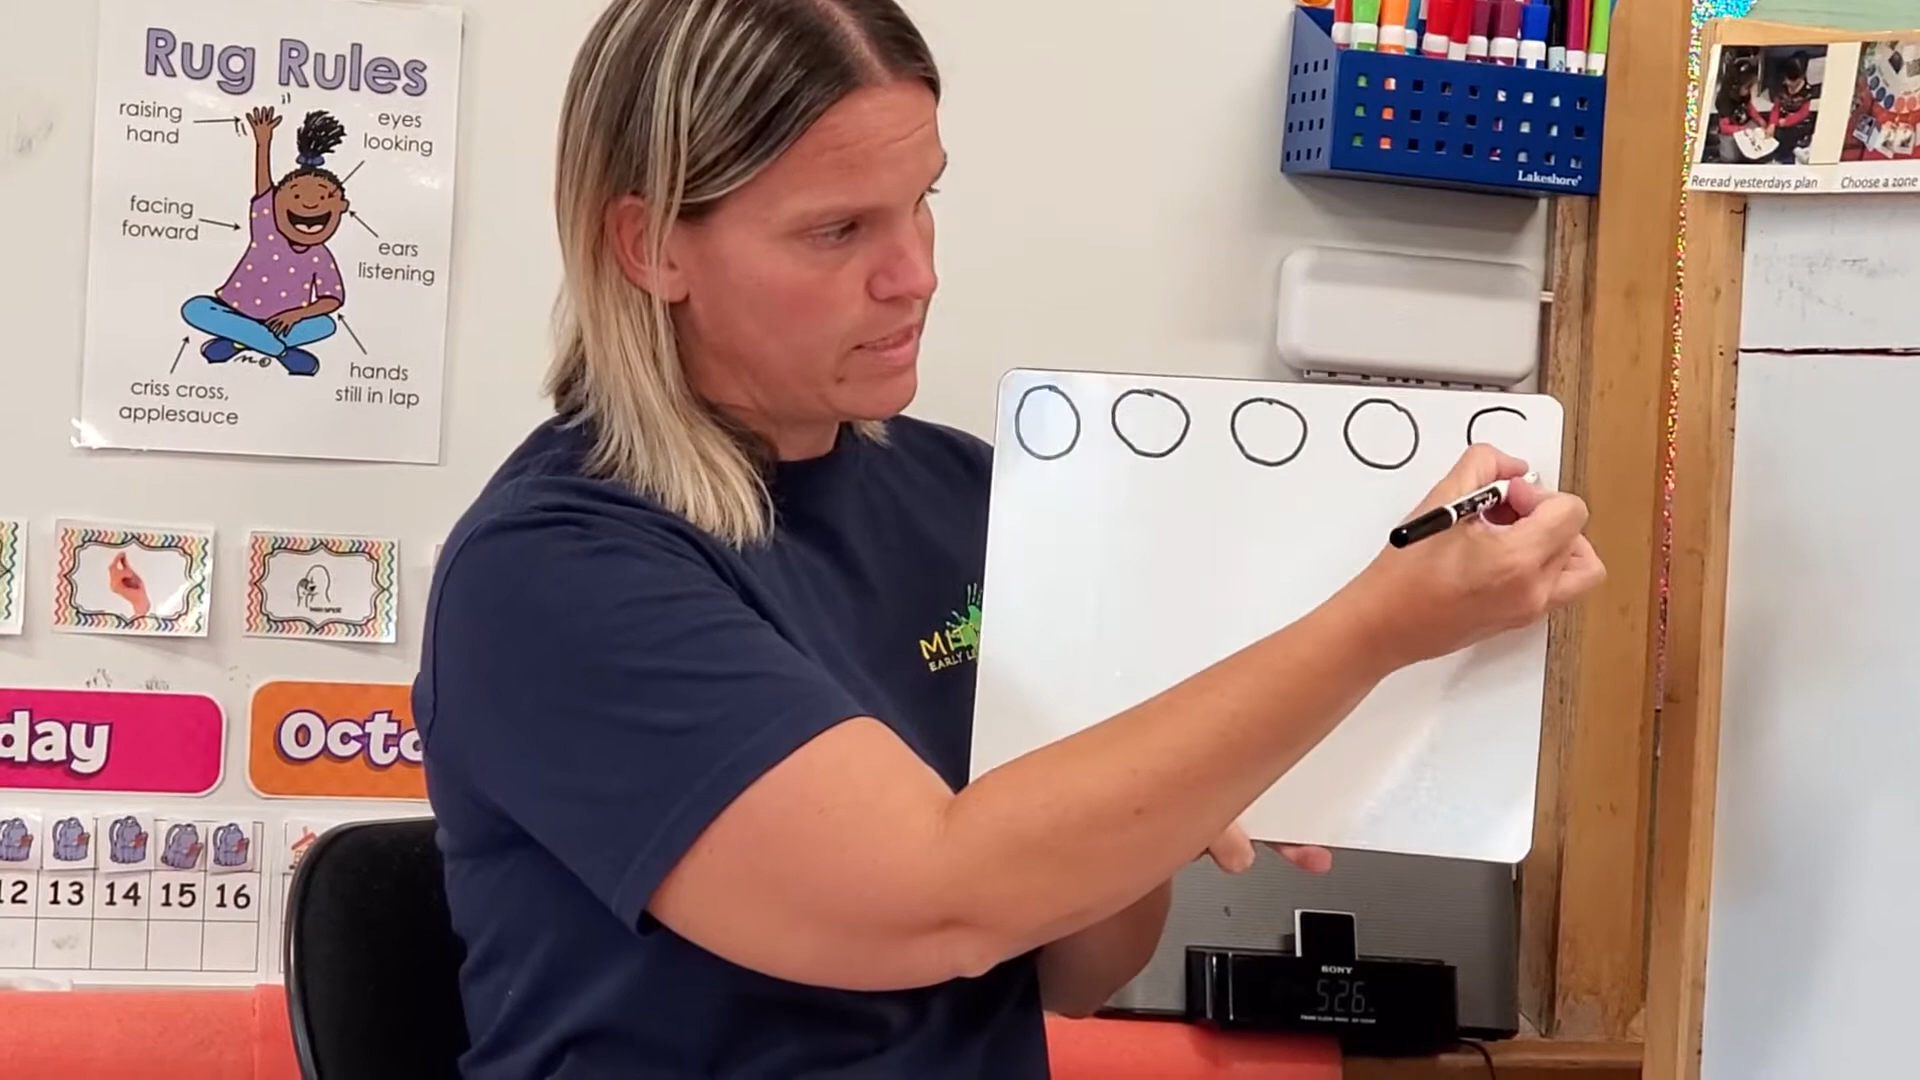 Rug Rules
raising
hand
eyes
looking
facing
forward
ears
listening
criss cross,
applesauce
hands
still in lap
Lakeshore
Reread yesterdays plan
Choose a zone
day
Octo
12 13 14 15 16
SONY
526
EARLY L